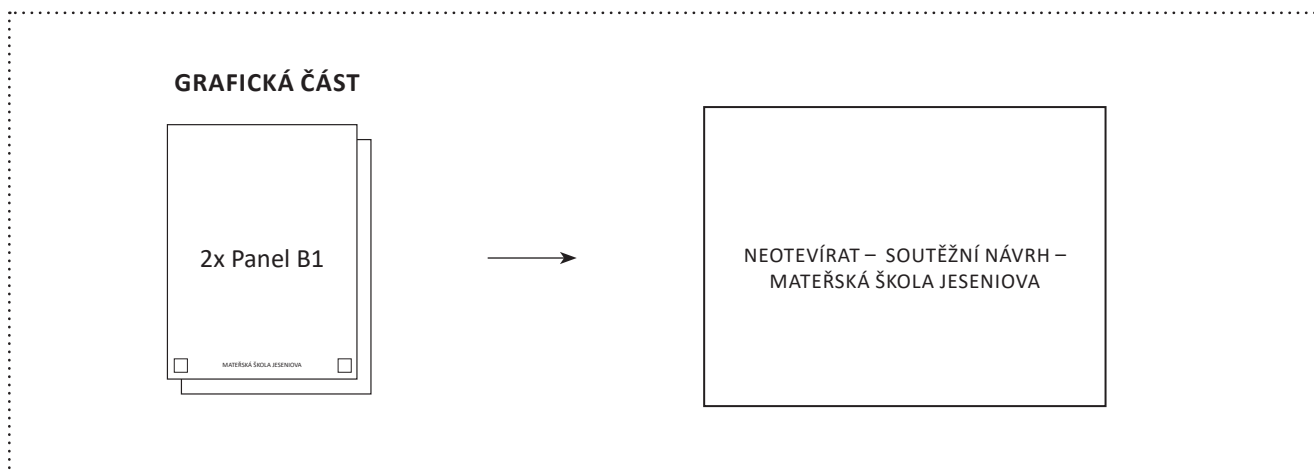 GRAFICKÁ ČÁST
2x Panel B1
MATEŘSKÁ ŠKOLA JESENIOVA
NEOTEVÍRAT – SOUTĚŽNÍ NÁVRH –
MATEŘSKÁ ŠKOLA JESENIOVA